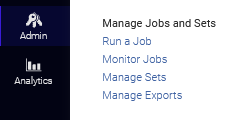 Admin
Analytics
Manage Jobs and Sets
Run a Job
Monitor Jobs
Manage Sets
Manage Exports